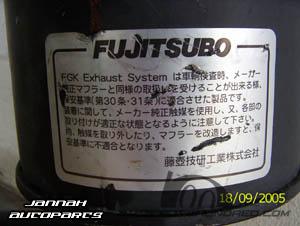 FUJITSUBO
FGK Exhaust System は車輌検査時、メーカー
純正マフラーと同様の取扱いを受けることが出来る様、
保安基準(第30条・31条)に適合させた製品です。
装着に関して、メーカー純正触媒を使用し、又、各部の
取り付けが適正な状態となるように注意して下さい。
尚、触媒を取り外したり、マフラーを改造しますと、保
安基準に不適合となります。
藤壺技研工業株式会社
JANNAH
AUTOPARTS
18/09/2005